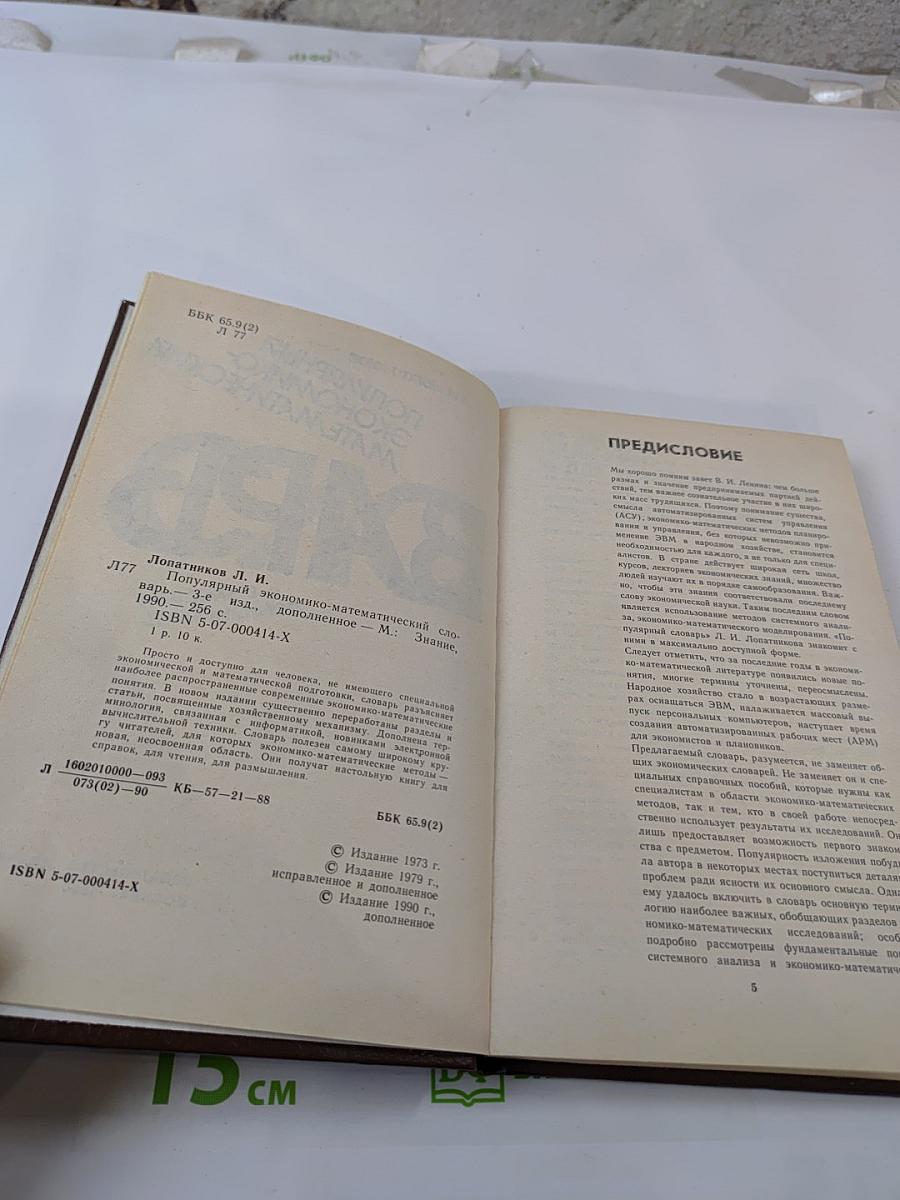 ББК 65.9(2)
Л 77
Лопатников Л. И.
Л77 Популярный экономико-математический сло-
варь.— 3-е изд., дополненное — М.: Знание,
1990.— 256 с.
ISBN 5-07-000414-X
1 р. 10 к.
Просто и доступно для человека, не имеющего специальной
экономической и математической подготовки, словарь разъясняет
наиболее распространенные современные экономико-математические
понятия. В новом издании существенно переработаны разделы и
статьи, посвященные хозяйственному механизму. Дополнена тер-
минология, связанная с информатикой, новинками электронной
вычислительной техники. Словарь полезен самому широкому кру-
гу читателей, для которых экономико-математические методы —
новая, неосвоенная область. Они получат настольную книгу для
справок, для чтения, для размышления.
Л 1602010000—093
073(02)—90 КБ—57—21—88
ББК 65.9(2)
© Издание 1973 г.
© Издание 1979 г.,
исправленное и дополненное
© Издание 1990 г.,
дополненное
ISBN 5-07-000414-X
ПРЕДИСЛОВИЕ
Мы хорошо помним завет В. И. Ленина: чем больше
размах и значение предпринимаемых партией дей-
ствий, тем важнее сознательное участие в них широ-
ких масс трудящихся. Поэтому понимание существа,
смысла автоматизированных систем управления
(АСУ), экономико-математических методов планиро-
вания и управления, без которых невозможно при-
менение ЭВМ в народном хозяйстве, становится
необходимостью для каждого, а не только для специ-
алистов. В стране действует широкая сеть школ,
курсов, лекториев экономических знаний, множество
людей изучают их в порядке самообразования. Важ-
но, чтобы эти знания соответствовали последнему
слову экономической науки. Таким последним словом
является использование методов системного анали-
за, экономико-математического моделирования. «По-
пулярный словарь» Л. И. Лопатникова знакомит с
ними в максимально доступной форме.
Следует отметить, что за последние годы в экономи-
ко-математической литературе появились новые по-
нятия, многие термины уточнены, переосмыслены.
Народное хозяйство стало в возрастающих разме-
рах оснащаться ЭВМ, налаживается массовый вы-
пуск персональных компьютеров, наступает время
создания автоматизированных рабочих мест (АРМ)
для экономистов и плановиков.
Предлагаемый словарь, разумеется, не заменяет об-
щих экономических словарей. Не заменяет он и спе-
циальных справочных пособий, которые нужны как
специалистам в области экономико-математических
методов, так и тем, кто в своей работе непосред-
ственно использует результаты их исследований. Он
лишь предоставляет возможность первого знаком
ства с предметом. Популярность изложения побуди
ла автора в некоторых местах поступиться деталям
проблем ради ясности их основного смысла. Одна
ему удалось включить в словарь основную терми
логию наиболее важных, обобщающих разделов
номико-математических исследований; особ
подробно рассмотрены фундаментальные по
системного анализа и экономико-математич
5
15 см